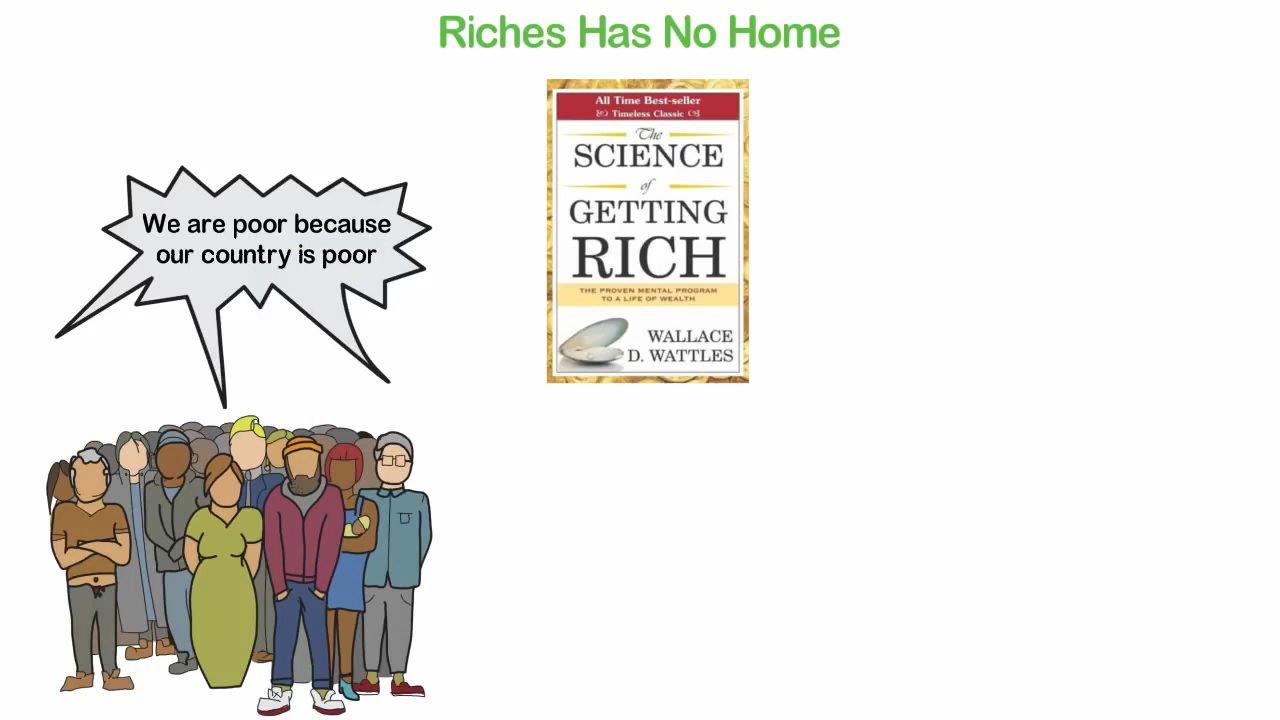 Riches Has No Home
All Time Best-seller
Timeless Classic
The
SCIENCE
of
GETTING
RICH
THE PROVEN MENTAL PROGRAM
TO A LIFE OF WEALTH
WALLACE
D. WATTLES
We are poor because
our country is poor